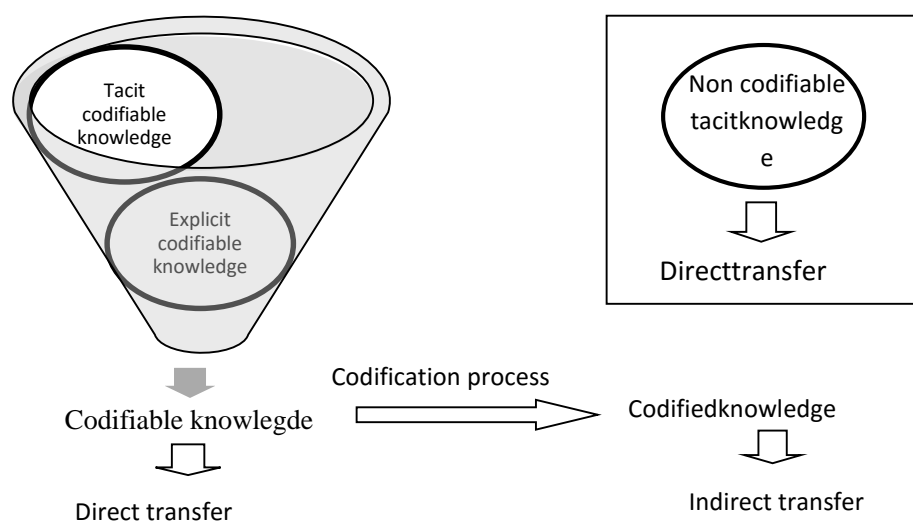 Tacit
codifiable
knowledge
Explicit
codifiable
knowledge
Non codifiable
tacitknowledg
e
Directtransfer
Codification process
Codifiable knowlegde
Codifiedknowledge
Direct transfer
Indirect transfer